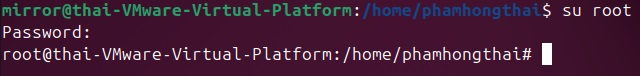 mirror@thai-VMware-Virtual-Platform:/home/phamhongthai$ su root
Password:
root@thai-VMware-Virtual-Platform:/home/phamhongthai#